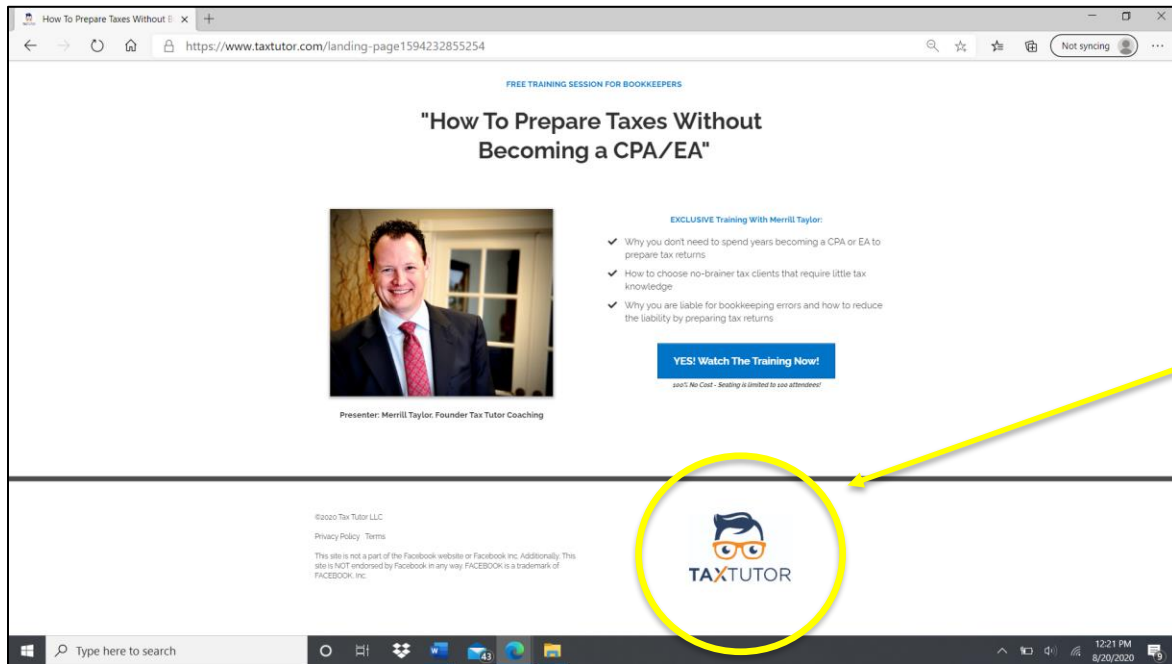 How To Prepare Taxes Without B
https://www.taxtutor.com/landing-page1594232855254
Not syncing
FREE TRAINING SESSION FOR BOOKKEEPERS
"How To Prepare Taxes Without
Becoming a CPA/EA"
EXCLUSIVE Training With Merrill Taylor:
Why you don't need to spend years becoming a CPA or EA to
prepare tax returns
How to choose no-brainer tax clients that require little tax
knowledge
Why you are liable for bookkeeping errors and how to reduce
the liability by preparing tax returns
YES! Watch The Training Now!
100% No Cost - Seating is limited to 100 attendees!
Presenter: Merrill Taylor, Founder Tax Tutor Coaching
©2020 Tax Tutor LLC
Privacy Policy Terms
This site is not a part of the Facebook website or Facebook Inc. Additionally, This
site is NOT endorsed by Facebook in any way. FACEBOOK is a trademark of
FACEBOOK, Inc.
TAXTUTOR
Type here to search
43
12:21 PM
8/20/2020
9